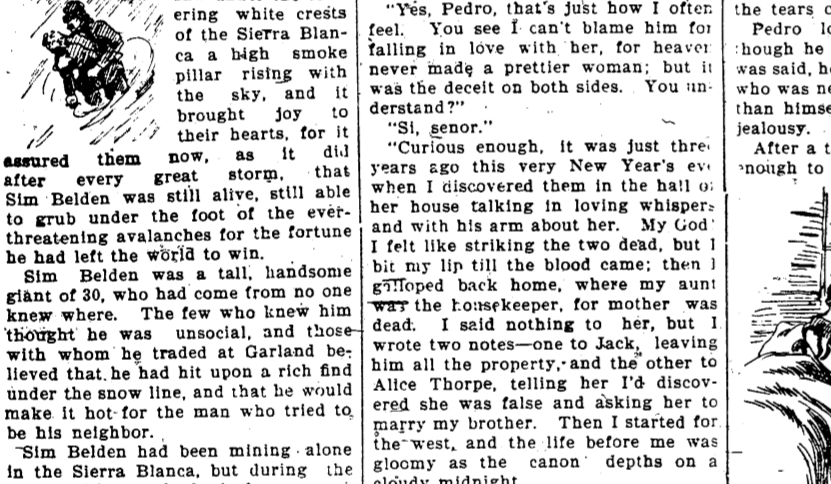 ering white crests
of the Sierra Blan-
ca a high smoke
pillar rising with
the sky, and it
brought joy to
their hearts, for it
assured them now, as it did
after every great storm, that
Sim Belden was still alive, still able
to grub under the foot of the ever-
threatening avalanches for the fortune
he had left the world to win.
Sim Belden was a tall, handsome
giant of 30, who had come from no one
knew where. The few who knew him
thought he was unsocial, and those
with whom he traded at Garland be-
lieved that he had hit upon a rich find
under the snow line, and that he would
make it hot for the man who tried to
be his neighbor.
Sim Belden had been mining alone
in the Sierra Blanca, but during the
"Yes, Pedro, that's just how I often
feel. You see I can't blame him for
falling in love with her, for heaven
never made a prettier woman; but it
was the deceit on both sides. You un-
derstand?"
"Si, senor."
"Curious enough, it was just three
years ago this very New Year's eve
when I discovered them in the hall of
her house talking in loving whispers
and with his arm about her. My God!
I felt like striking the two dead, but I
bit my lip till the blood came; then I
galloped back home, where my aunt
was the housekeeper, for mother was
dead. I said nothing to her, but I
wrote two notes—one to Jack, leaving
him all the property, and the other to
Alice Thorpe, telling her I'd discov-
ered she was false and asking her to
marry my brother. Then I started for
the west, and the life before me was
gloomy as the canon depths on a
cloudy midnight
the tears
Pedro
though he
was said,
who was
than
jealousy.
After a
enough to